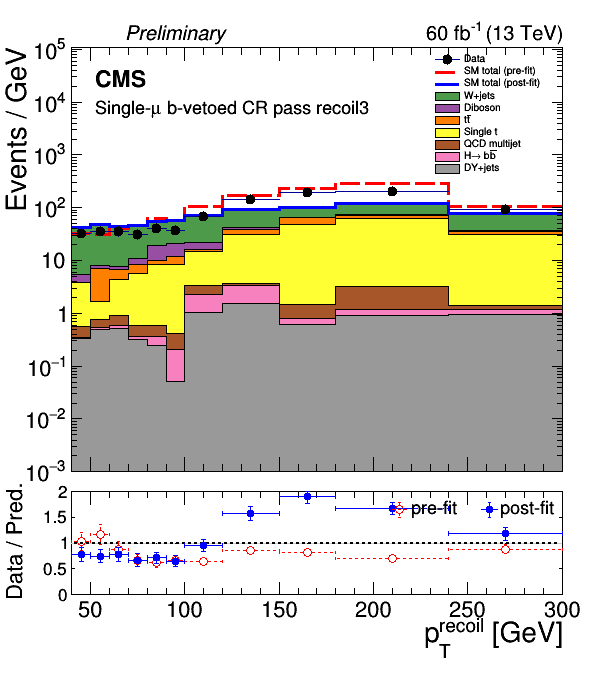 Preliminary 60 fb⁻¹ (13 TeV)
CMS
Single-μ b-vetoed CR pass recoil3
Data
SM total (pre-fit)
SM total (post-fit)
W+jets
Diboson
tt̅
Single t
QCD multijet
H→ bb̅
DY+jets
Events / GeV
10⁵
10⁴
10³
10²
10
1
10⁻¹
10⁻²
10⁻³
Data / Pred.
2
1.5
1
0.5
0
pre-fit post-fit
50 100 150 200 250 300
p_T^recoil [GeV]